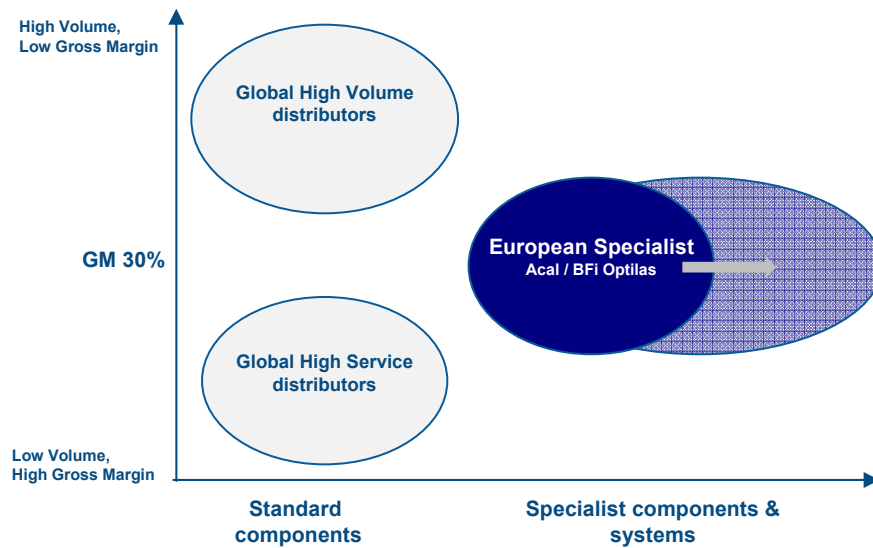 High Volume,
Low Gross Margin
Global High Volume
distributors
European Specialist
Acal / BFi Optilas
GM 30%
Global High Service
distributors
Low Volume,
High Gross Margin
Standard
components
Specialist components &
systems